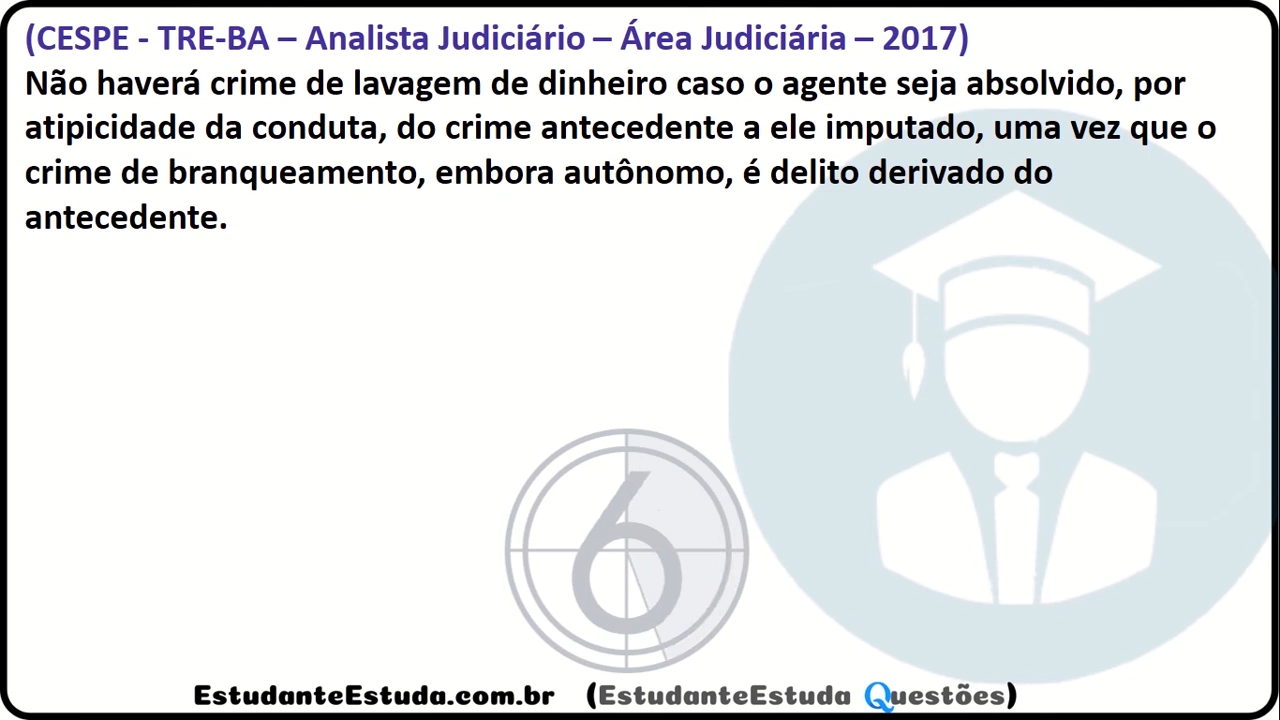 (CESPE - TRE-BA – Analista Judiciário – Área Judiciária – 2017)
Não haverá crime de lavagem de dinheiro caso o agente seja absolvido, por
atipicidade da conduta, do crime antecedente a ele imputado, uma vez que o
crime de branqueamento, embora autônomo, é delito derivado do
antecedente.
6
EstudanteEstuda.com.br (EstudanteEstuda Questões)